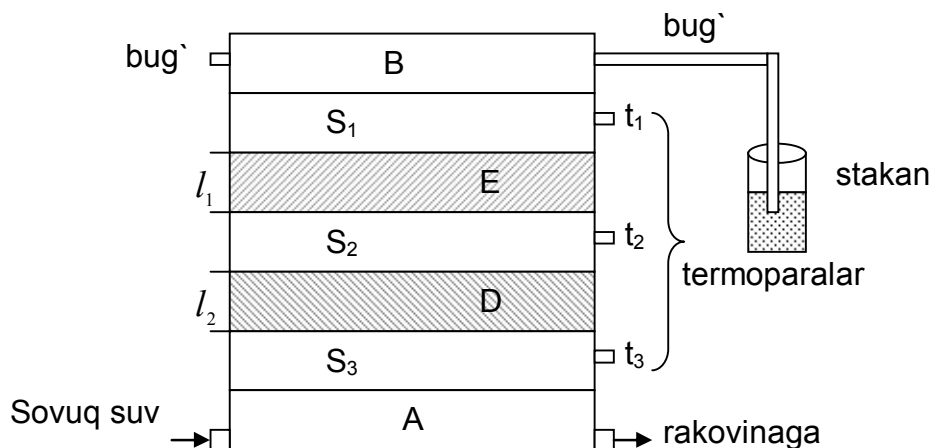 bug`
bug`
B
S₁
t₁
l₁
E
stakan
S₂
t₂
termoparalar
l₂
D
S₃
t₃
Sovuq suv
A
rakovinaga